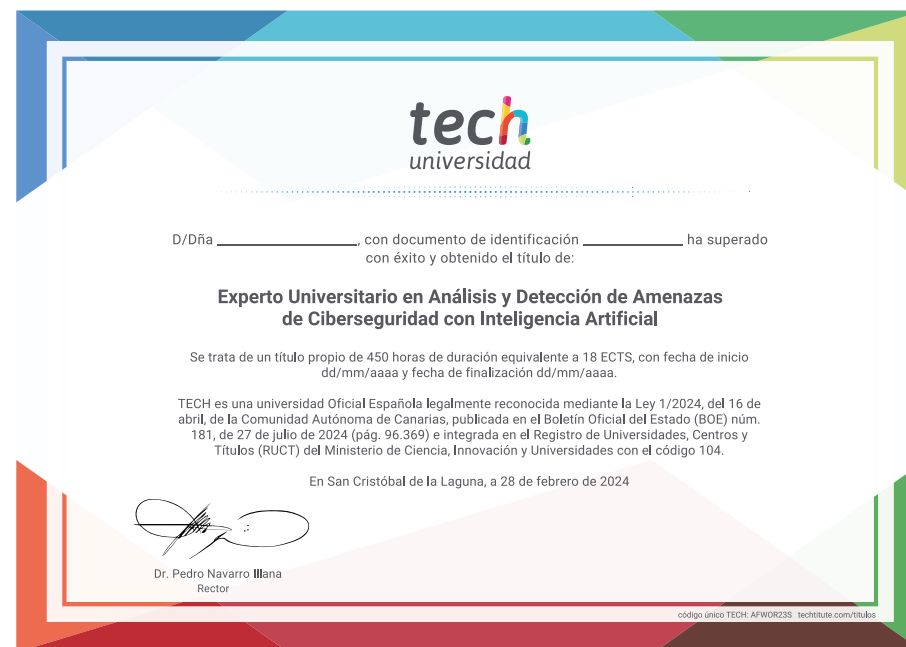 tech
universidad
D/Dña ____________________, con documento de identificación ______________ ha superado
con éxito y obtenido el título de:
Experto Universitario en Análisis y Detección de Amenazas
de Ciberseguridad con Inteligencia Artificial
Se trata de un título propio de 450 horas de duración equivalente a 18 ECTS, con fecha de inicio
dd/mm/aaaa y fecha de finalización dd/mm/aaaa.
TECH es una universidad Oficial Española legalmente reconocida mediante la Ley 1/2024, del 16 de
abril, de la Comunidad Autónoma de Canarias, publicada en el Boletín Oficial del Estado (BOE) núm.
181, de 27 de julio de 2024 (pág. 96.369) e integrada en el Registro de Universidades, Centros y
Títulos (RUCT) del Ministerio de Ciencia, Innovación y Universidades con el código 104.
En San Cristóbal de la Laguna, a 28 de febrero de 2024
Dr. Pedro Navarro Illana
Rector
código único TECH: AFWOR23S techtitute.com/titulos